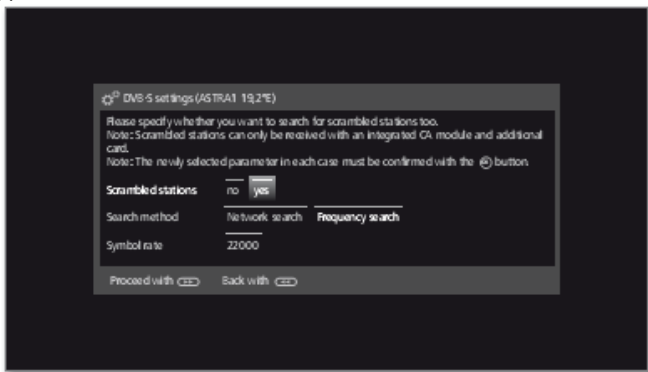 DVB-S settings (ASTRA1 19,2°E)
Please specify whether you want to search for scrambled stations too.
Note: Scrambled stations can only be received with an integrated CA module and additional
card.
Note: The newly selected parameter in each case must be confirmed with the OK button.
Scrambled stations no yes
Search method Network search Frequency search
Symbol rate 22000
Proceed with Back with